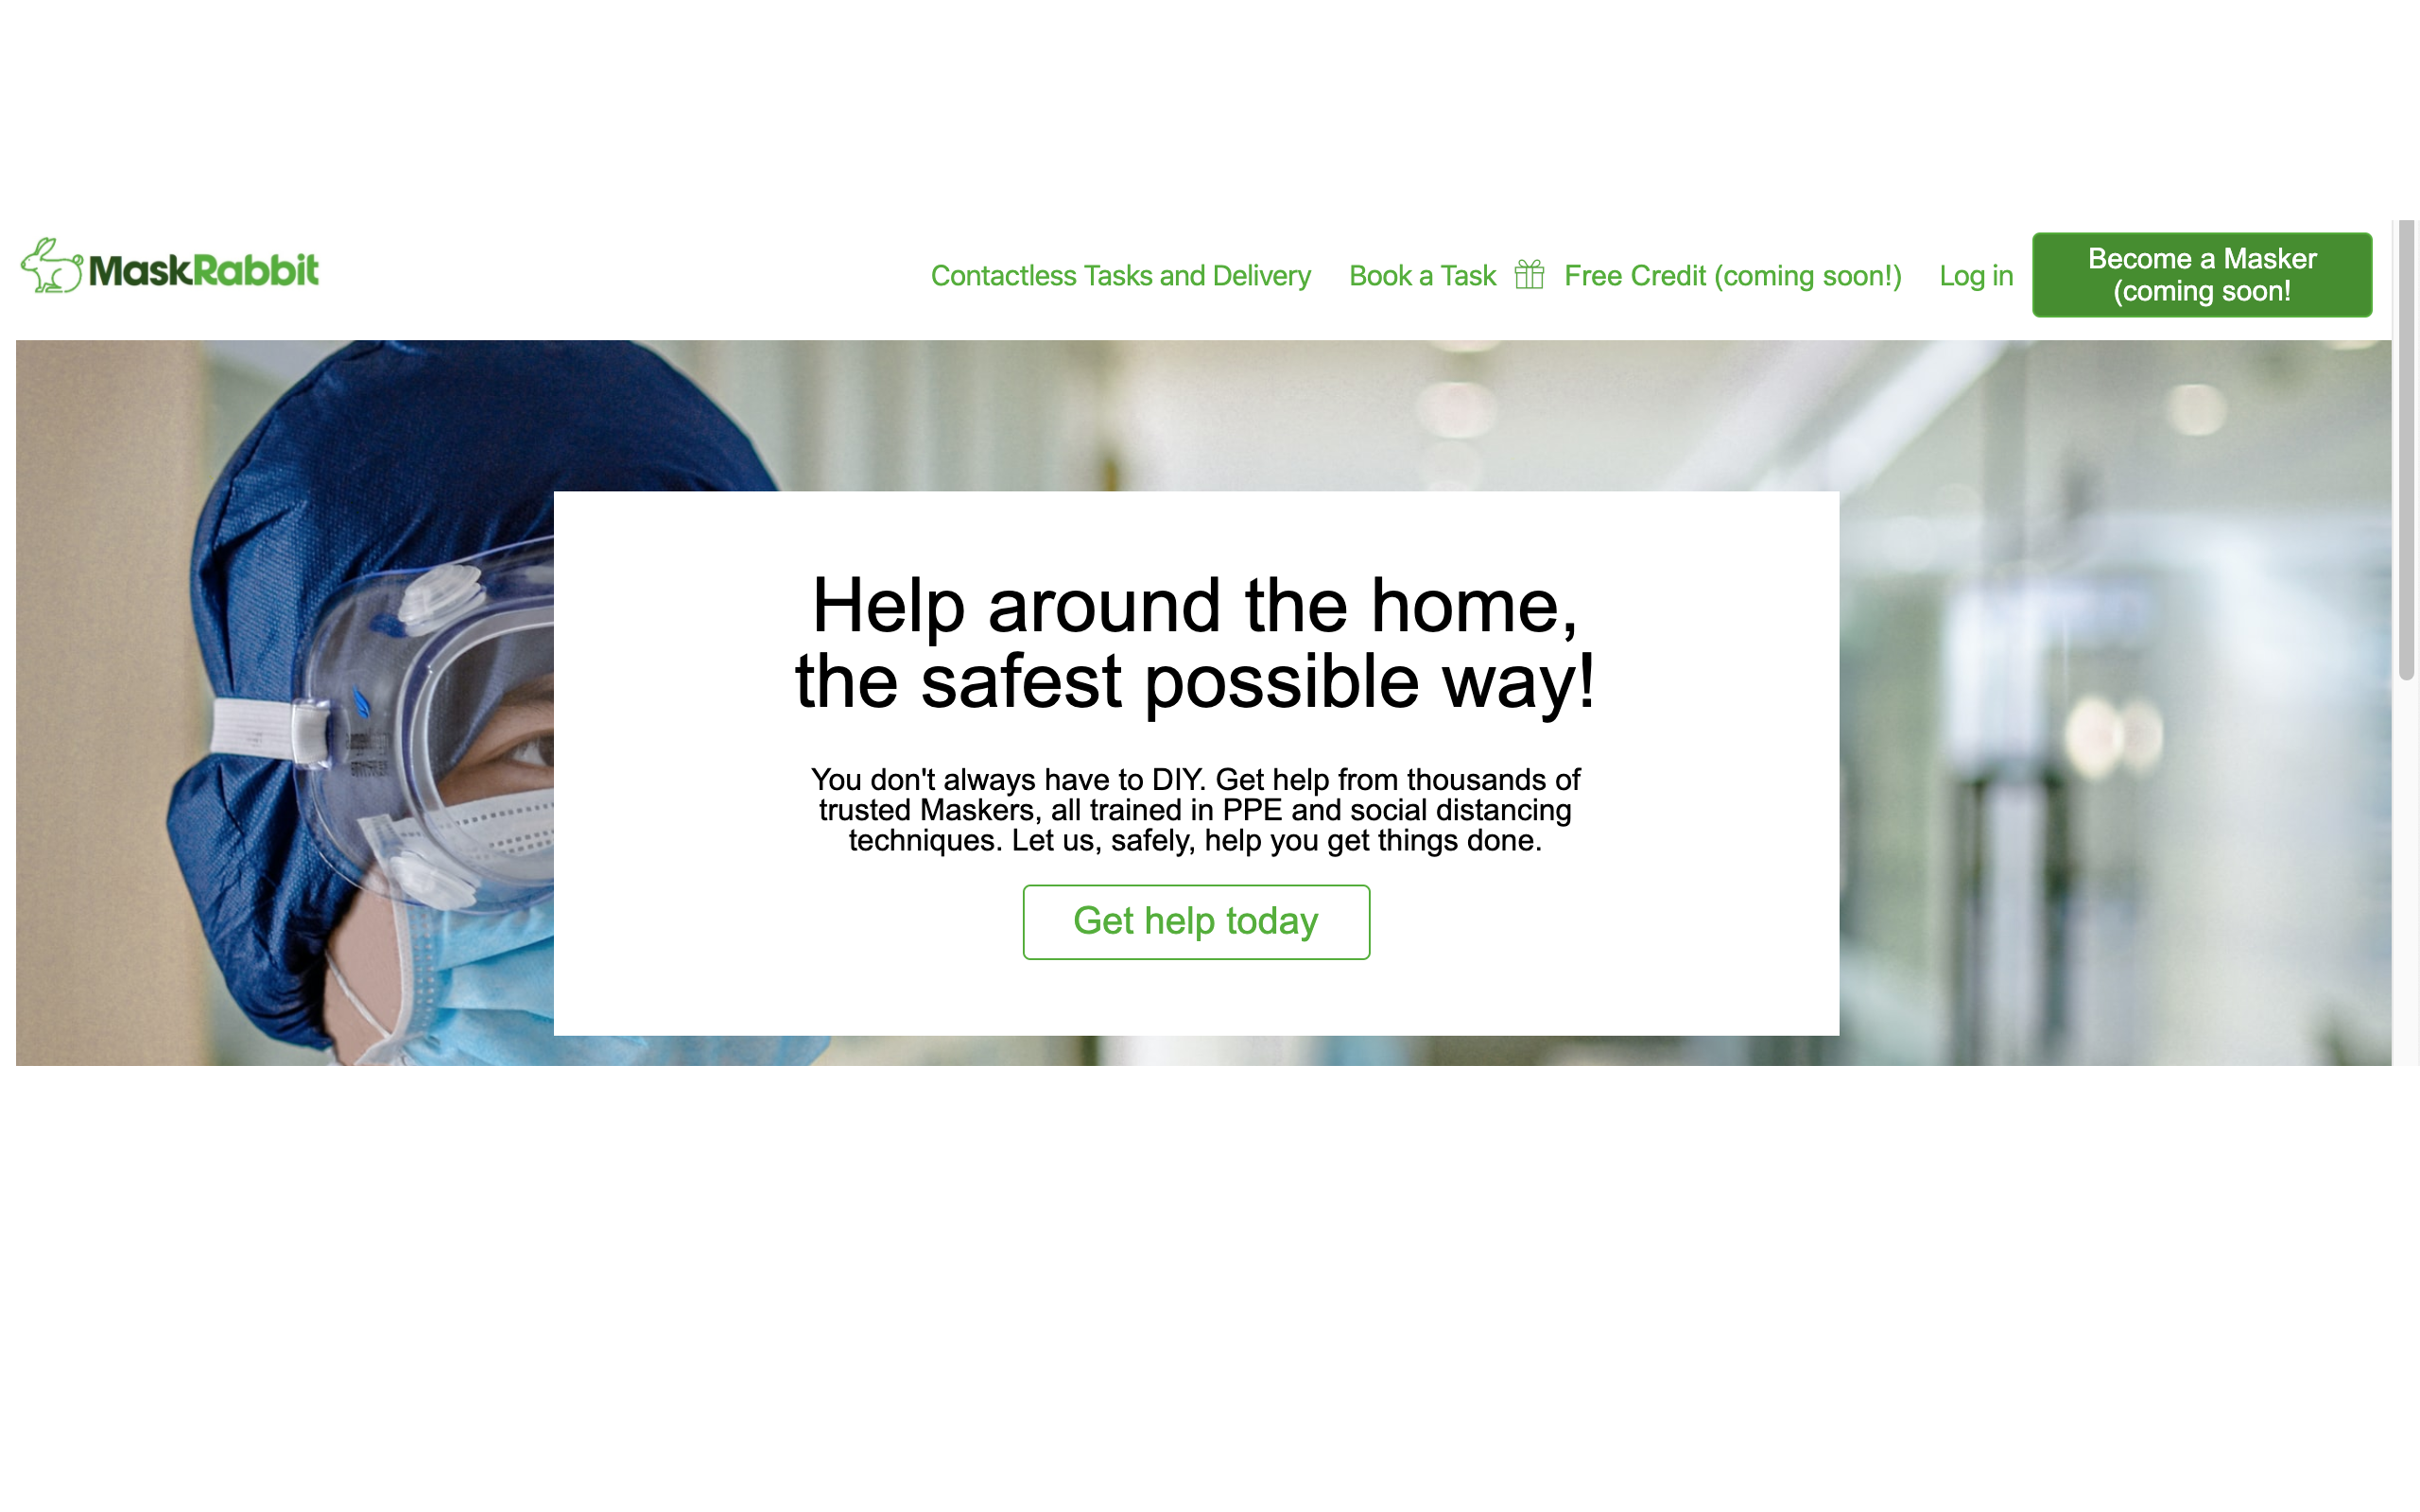 MaskRabbit
Contactless Tasks and Delivery
Book a Task
Free Credit (coming soon!)
Log in
Become a Masker
(coming soon!
Help around the home,
the safest possible way!
You don't always have to DIY. Get help from thousands of
trusted Maskers, all trained in PPE and social distancing
techniques. Let us, safely, help you get things done.
Get help today